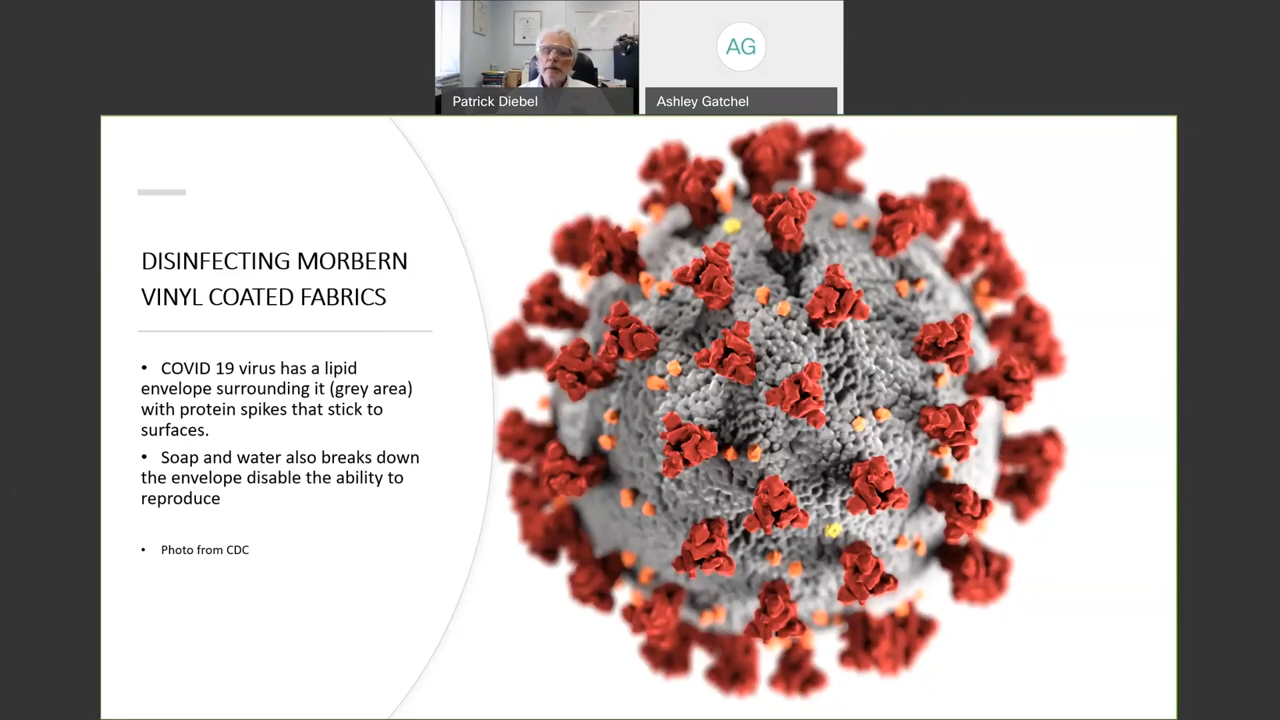 Patrick Diebel
AG
Ashley Gatchel
DISINFECTING MORBERN
VINYL COATED FABRICS
• COVID 19 virus has a lipid
envelope surrounding it (grey area)
with protein spikes that stick to
surfaces.
• Soap and water also breaks down
the envelope disable the ability to
reproduce
• Photo from CDC